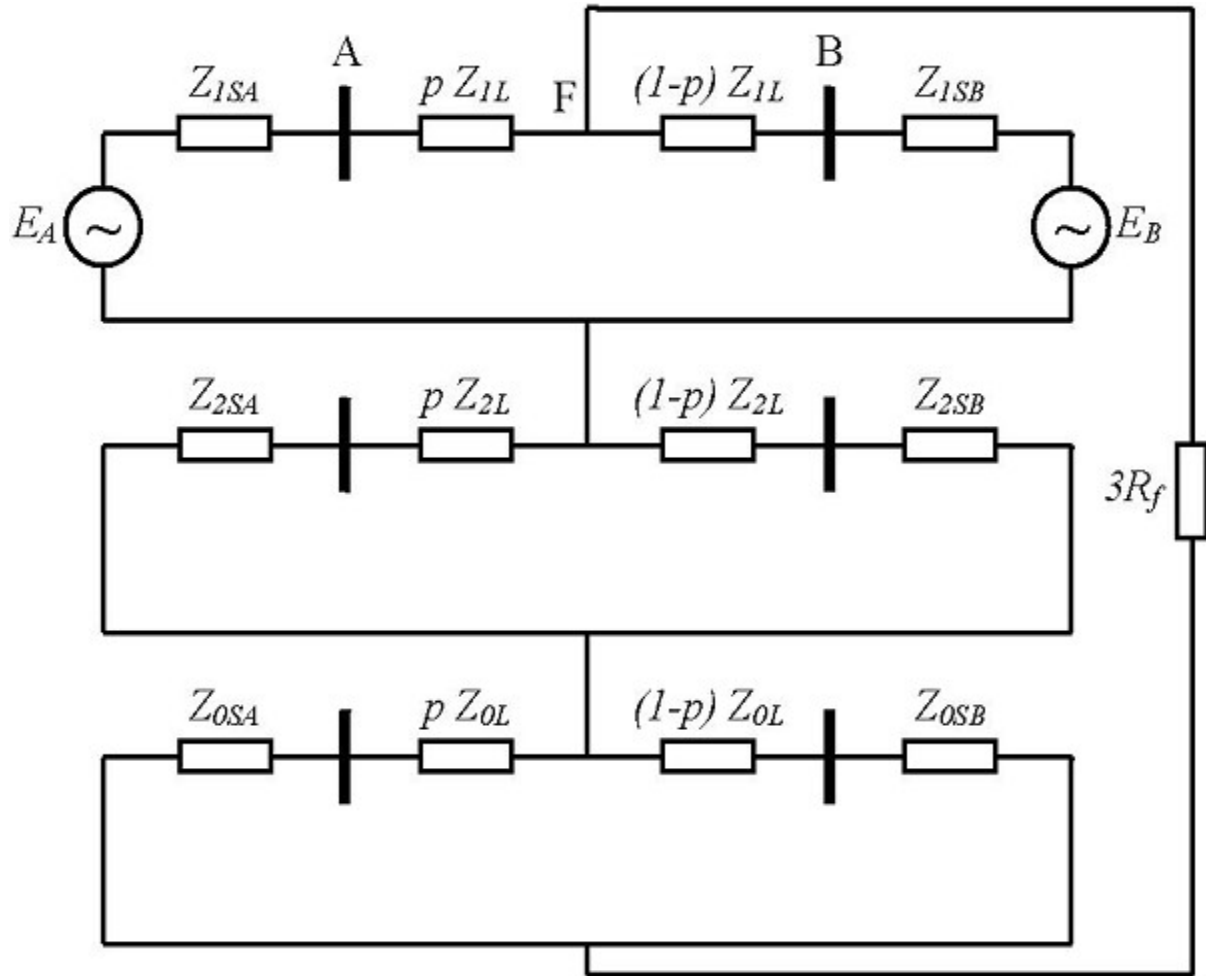 A
B
Z1SA
p Z1L
F
(1-p) Z1L
Z1SB
EA
~
~
EB
Z2SA
p Z2L
(1-p) Z2L
Z2SB
3Rf
Z0SA
p Z0L
(1-p) Z0L
Z0SB